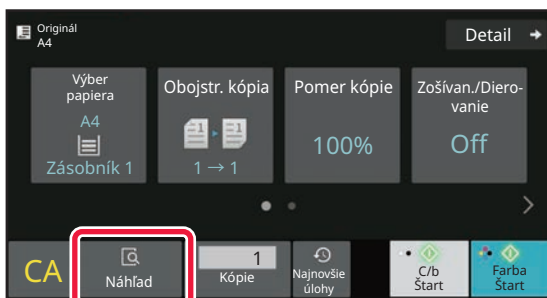 Originál
A4
Detail
Výber
papiera
A4
Zásobník 1
Obojstr. kópia
1 → 1
Pomer kópie
100%
Zošívan./Diero-
vanie
Off
CA
Náhľad
1
Kópie
Najnovšie
úlohy
C/b
Štart
Farba
Štart